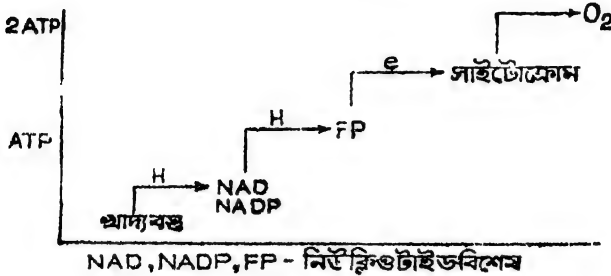 2ATP
O2
e
সাইটোক্রোম
H
FP
ATP
H
NAD
NADP
খাদ্যবস্তু
NAD, NADP, FP - নিউক্লিওটাইডবিশেষ